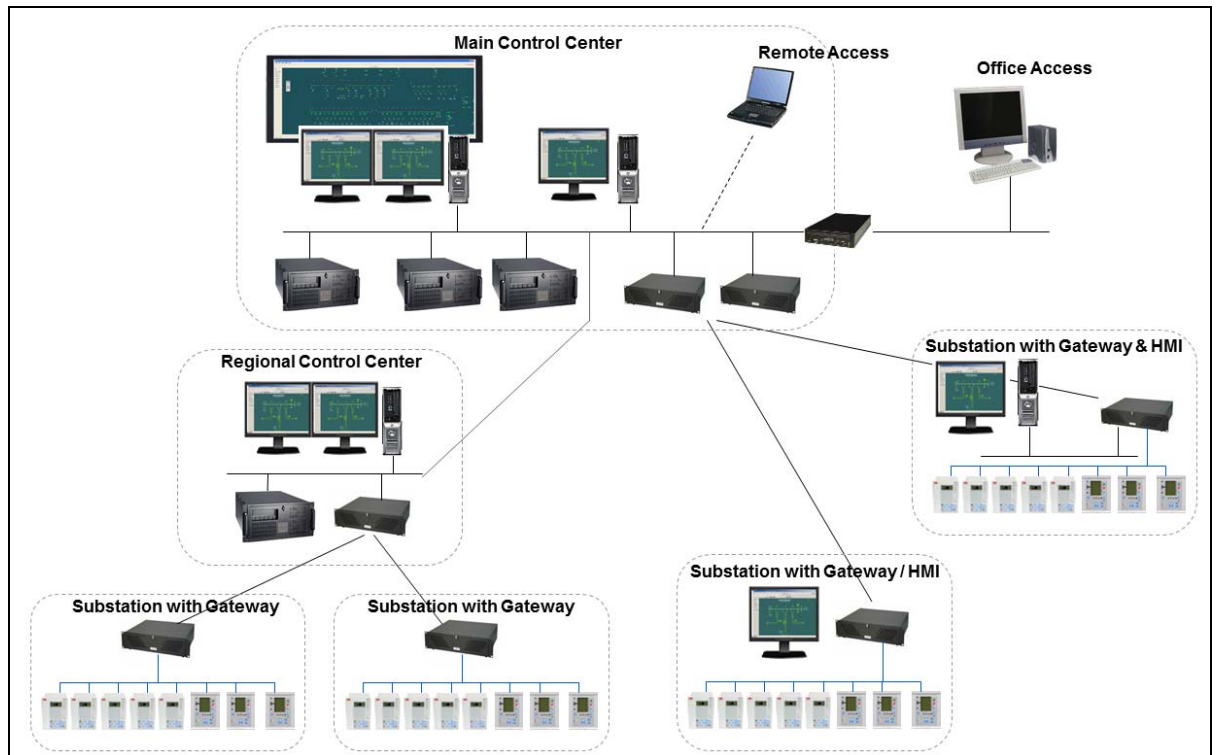 Main Control Center
Remote Access
Office Access
Regional Control Center
Substation with Gateway & HMI
Substation with Gateway / HMI
Substation with Gateway
Substation with Gateway